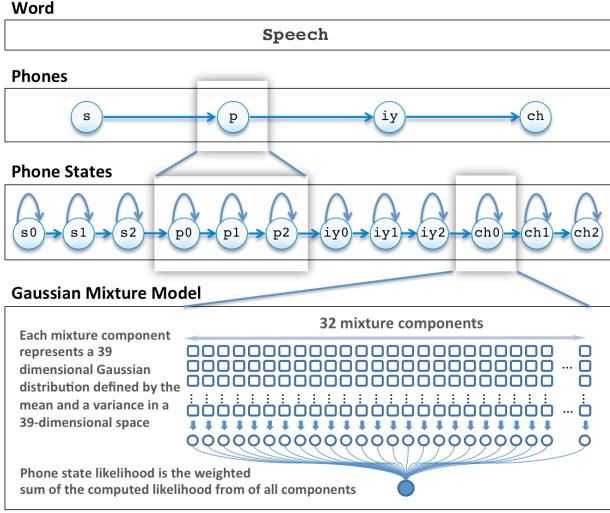 Word
Speech
Phones
s p iy ch
Phone States
s0 s1 s2 p0 p1 p2 iy0 iy1 iy2 ch0 ch1 ch2
Gaussian Mixture Model
32 mixture components
Each mixture component
represents a 39
dimensional Gaussian
distribution defined by the
mean and a variance in a
39-dimensional space
...
...
Phone state likelihood is the weighted
sum of the computed likelihood from of all components